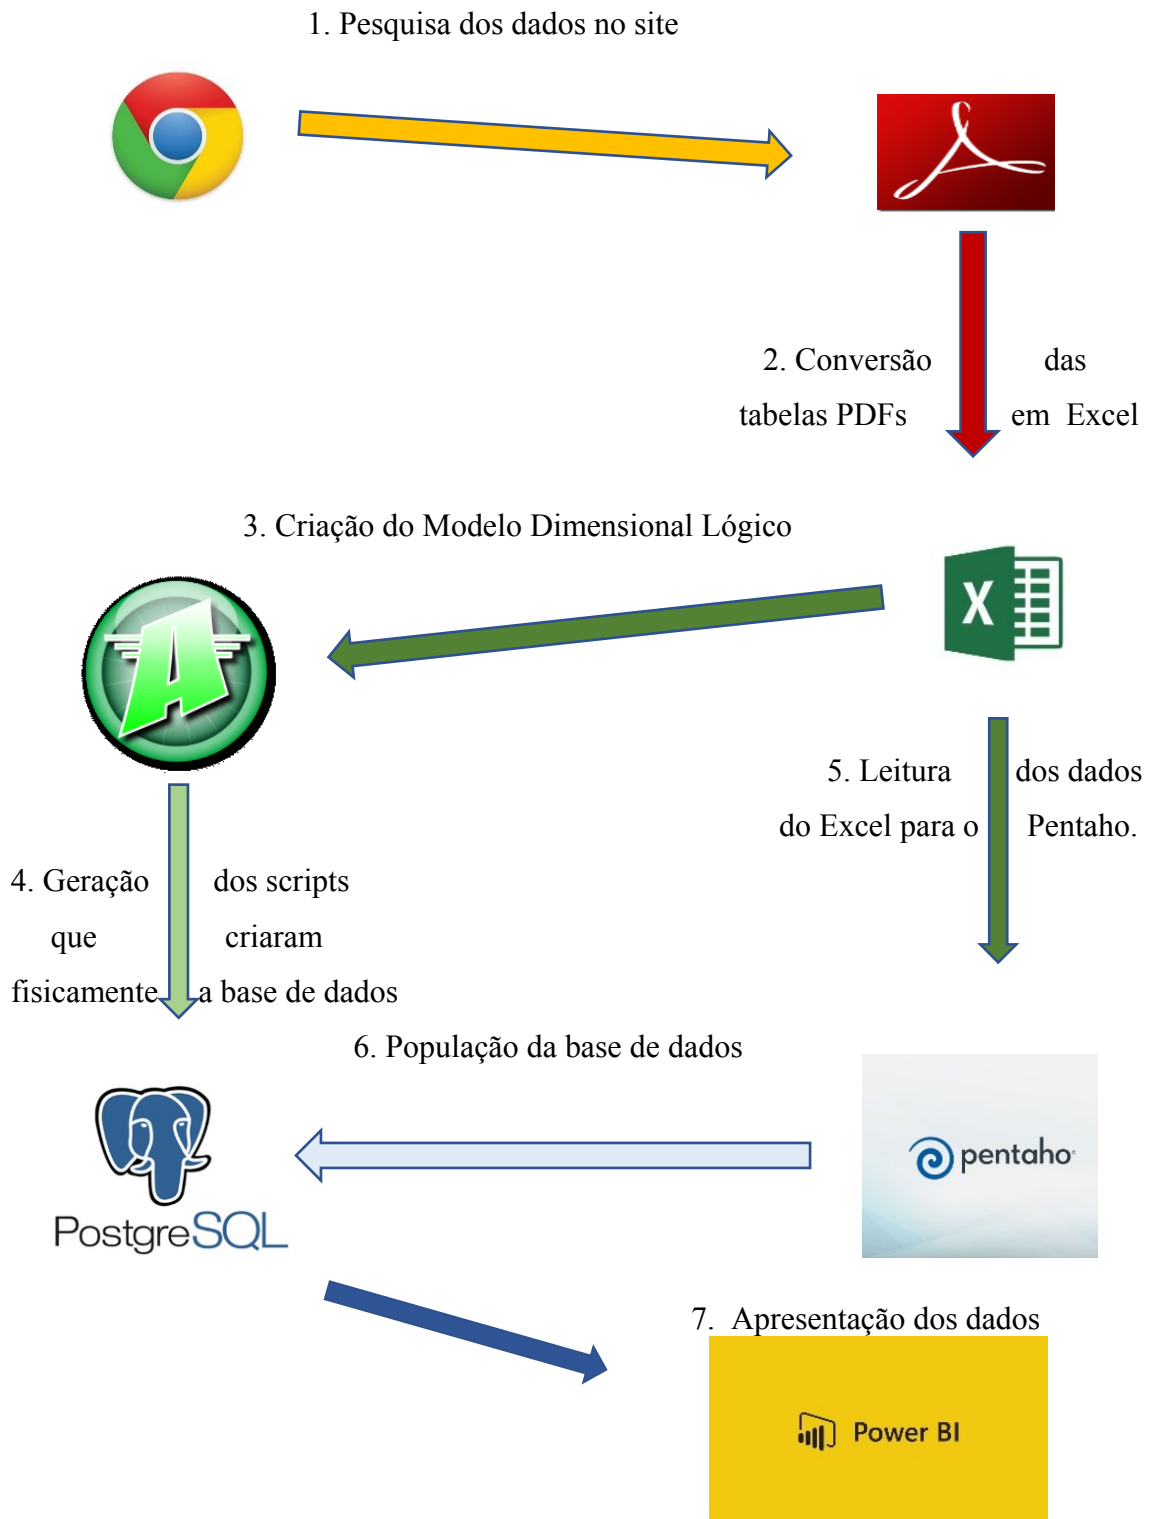 1. Pesquisa dos dados no site
2. Conversão das
tabelas PDFs em Excel
3. Criação do Modelo Dimensional Lógico
X
A
5. Leitura dos dados
do Excel para o Pentaho.
4. Geração dos scripts
que criaram
fisicamente a base de dados
6. População da base de dados
pentaho
PostgreSQL
7. Apresentação dos dados
Power BI